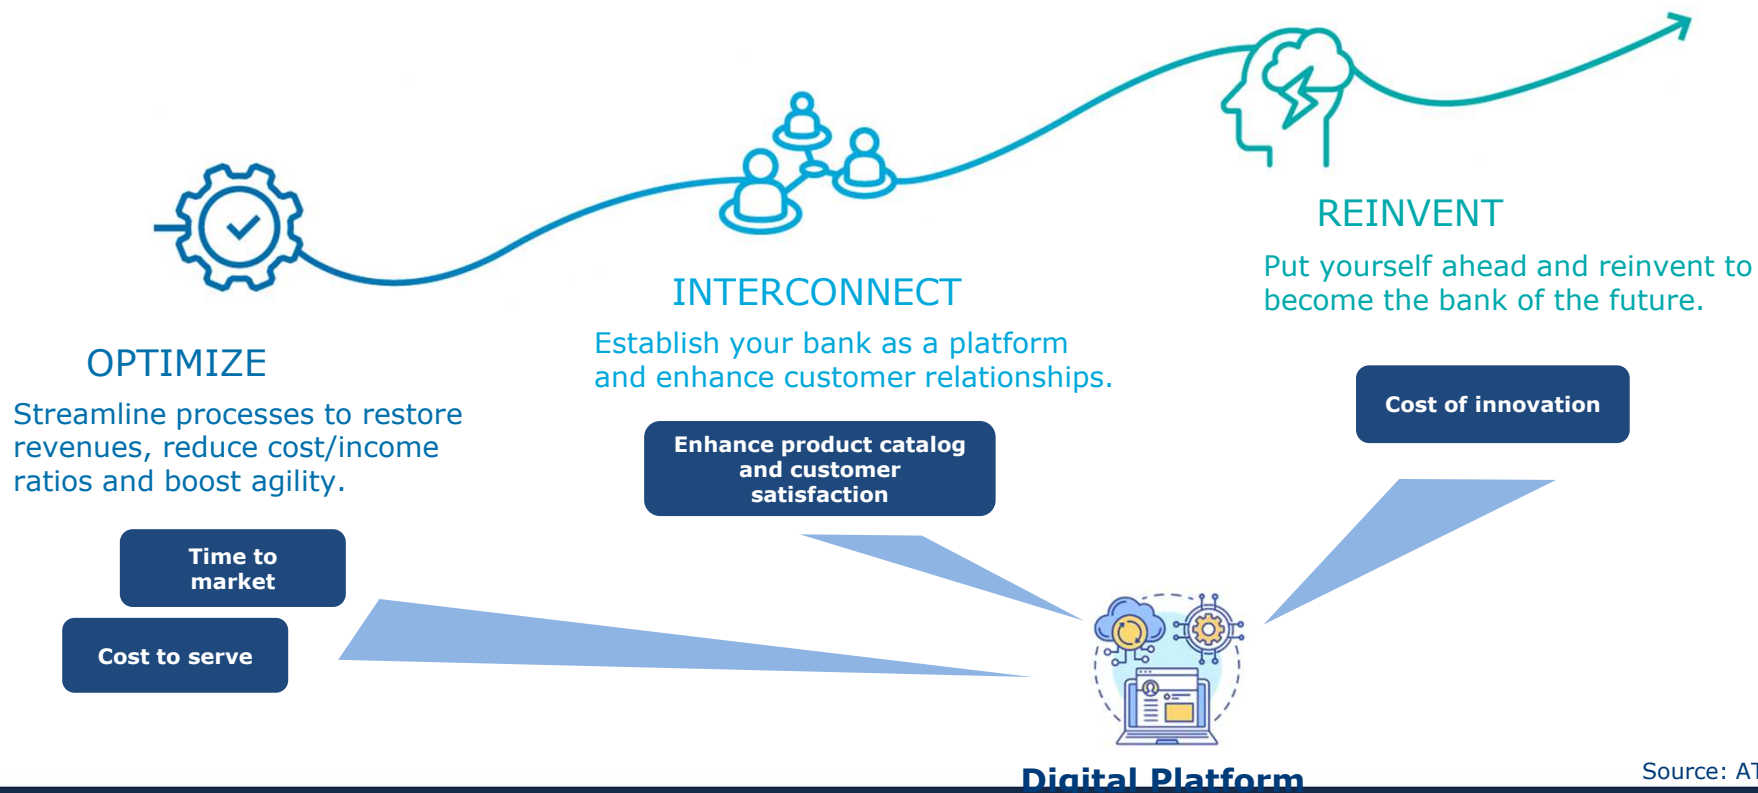 OPTIMIZE
Streamline processes to restore
revenues, reduce cost/income
ratios and boost agility.
Time to
market
Cost to serve
INTERCONNECT
Establish your bank as a platform
and enhance customer relationships.
Enhance product catalog
and customer
satisfaction
REINVENT
Put yourself ahead and reinvent to
become the bank of the future.
Cost of innovation
Digital Platform
Source: AT